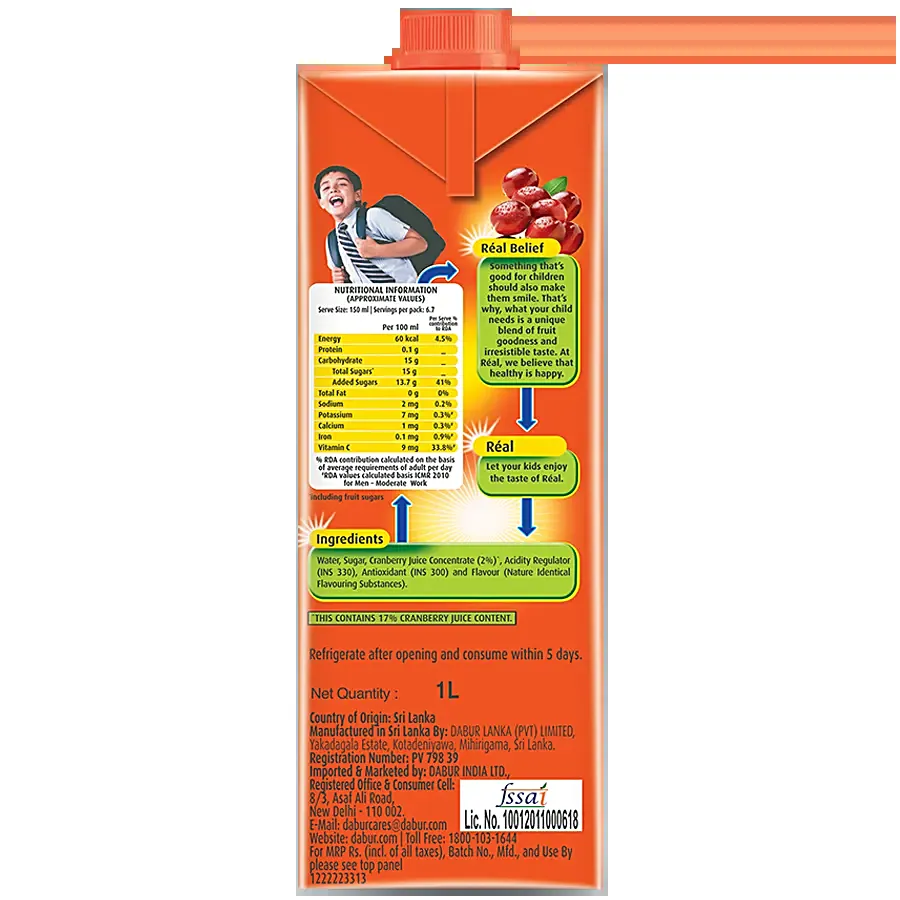 Réal Belief
Something that's
good for children
should also make
them smile. That's
why, what your child
needs is a unique
blend of fruit
goodness and
irresistible taste. At
Réal, we believe that
healthy is happy.
NUTRITIONAL INFORMATION
(APPROXIMATE VALUES)
Serve Size: 150 ml | Servings per pack: 6.7
Per 100 ml Per Serve % contribution to RDA
Energy 60 kcal 4.5%
Protein 0.1 g _
Carbohydrate 15 g _
Total Sugars* 15 g _
Added Sugars 13.7 g 41%
Total Fat 0 g 0%
Sodium 2 mg 0.2%
Potassium 7 mg 0.3%#
Calcium 1 mg 0.3%#
Iron 0.1 mg 0.9%#
Vitamin C 9 mg 33.8%#
% RDA contribution calculated on the basis
of average requirements of adult per day
#RDA values calculated basis ICMR 2010
for Men – Moderate Work
*including fruit sugars
Réal
Let your kids enjoy
the taste of Réal.
Ingredients
Water, Sugar, Cranberry Juice Concentrate (2%)^, Acidity Regulator
(INS 330), Antioxidant (INS 300) and Flavour (Nature Identical
Flavouring Substances).
^THIS CONTAINS 17% CRANBERRY JUICE CONTENT.
Refrigerate after opening and consume within 5 days.
Net Quantity : 1L
Country of Origin: Sri Lanka
Manufactured in Sri Lanka By: DABUR LANKA (PVT) LIMITED,
Yakadagala Estate, Kotadeniyawa, Mihirigama, Sri Lanka.
Registration Number: PV 798 39
Imported & Marketed by: DABUR INDIA LTD.,
Registered Office & Consumer Cell:
8/3, Asaf Ali Road,
New Delhi - 110 002.
E-Mail: daburcares@dabur.com
Website: dabur.com | Toll Free: 1800-103-1644
For MRP Rs. (incl. of all taxes), Batch No., Mfd., and Use By
please see top panel
1222223313
fssai
Lic. No. 10012011000618